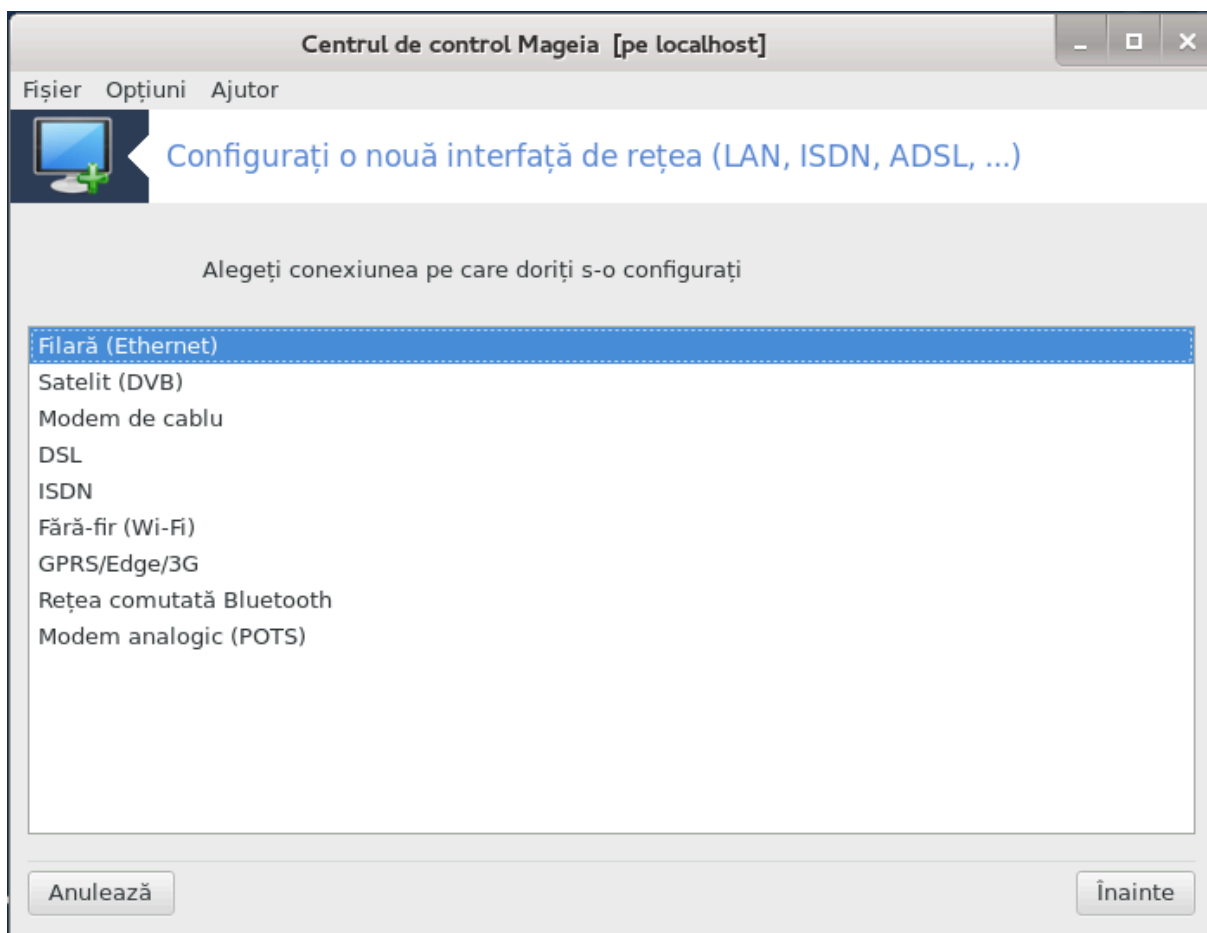 Centrul de control Mageia [pe localhost]
Fișier Opțiuni Ajutor
Configurați o nouă interfață de rețea (LAN, ISDN, ADSL, ...)
Alegeți conexiunea pe care doriți s-o configurați
Filară (Ethernet)
Satelit (DVB)
Modem de cablu
DSL
ISDN
Fără-fir (Wi-Fi)
GPRS/Edge/3G
Rețea comutată Bluetooth
Modem analogic (POTS)
Anulează Înainte